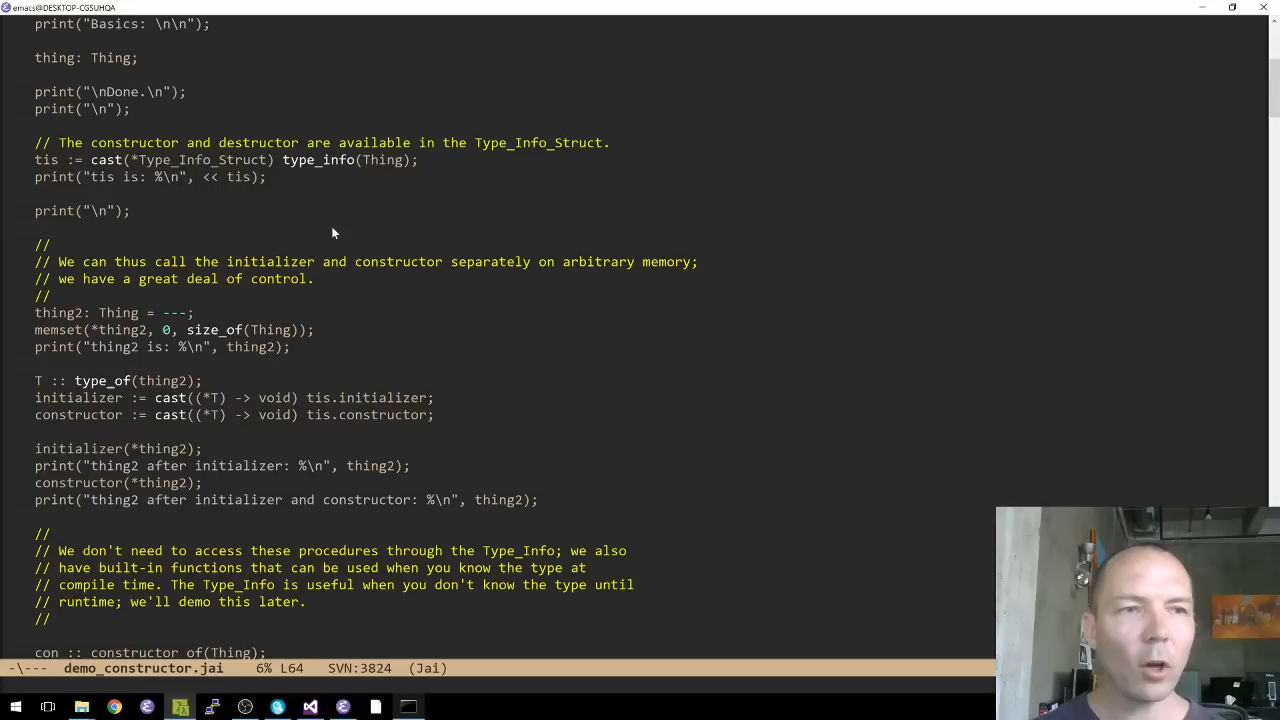 emacs@DESKTOP-CGSUHQA
print("Basics: \n\n");
thing: Thing;
print("\nDone.\n");
print("\n");
// The constructor and destructor are available in the Type_Info_Struct.
tis := cast(*Type_Info_Struct) type_info(Thing);
print("tis is: %\n", << tis);
print("\n");
//
// We can thus call the initializer and constructor separately on arbitrary memory;
// we have a great deal of control.
//
thing2: Thing = ---;
memset(*thing2, 0, size_of(Thing));
print("thing2 is: %\n", thing2);
T :: type_of(thing2);
initializer := cast((*T) -> void) tis.initializer;
constructor := cast((*T) -> void) tis.constructor;
initializer(*thing2);
print("thing2 after initializer: %\n", thing2);
constructor(*thing2);
print("thing2 after initializer and constructor: %\n", thing2);
//
// We don't need to access these procedures through the Type_Info; we also
// have built-in functions that can be used when you know the type at
// compile time. The Type_Info is useful when you don't know the type until
// runtime; we'll demo this later.
//
con :: constructor_of(Thing);
-\--- demo_constructor.jai 6% L64 SVN:3824 (Jai)